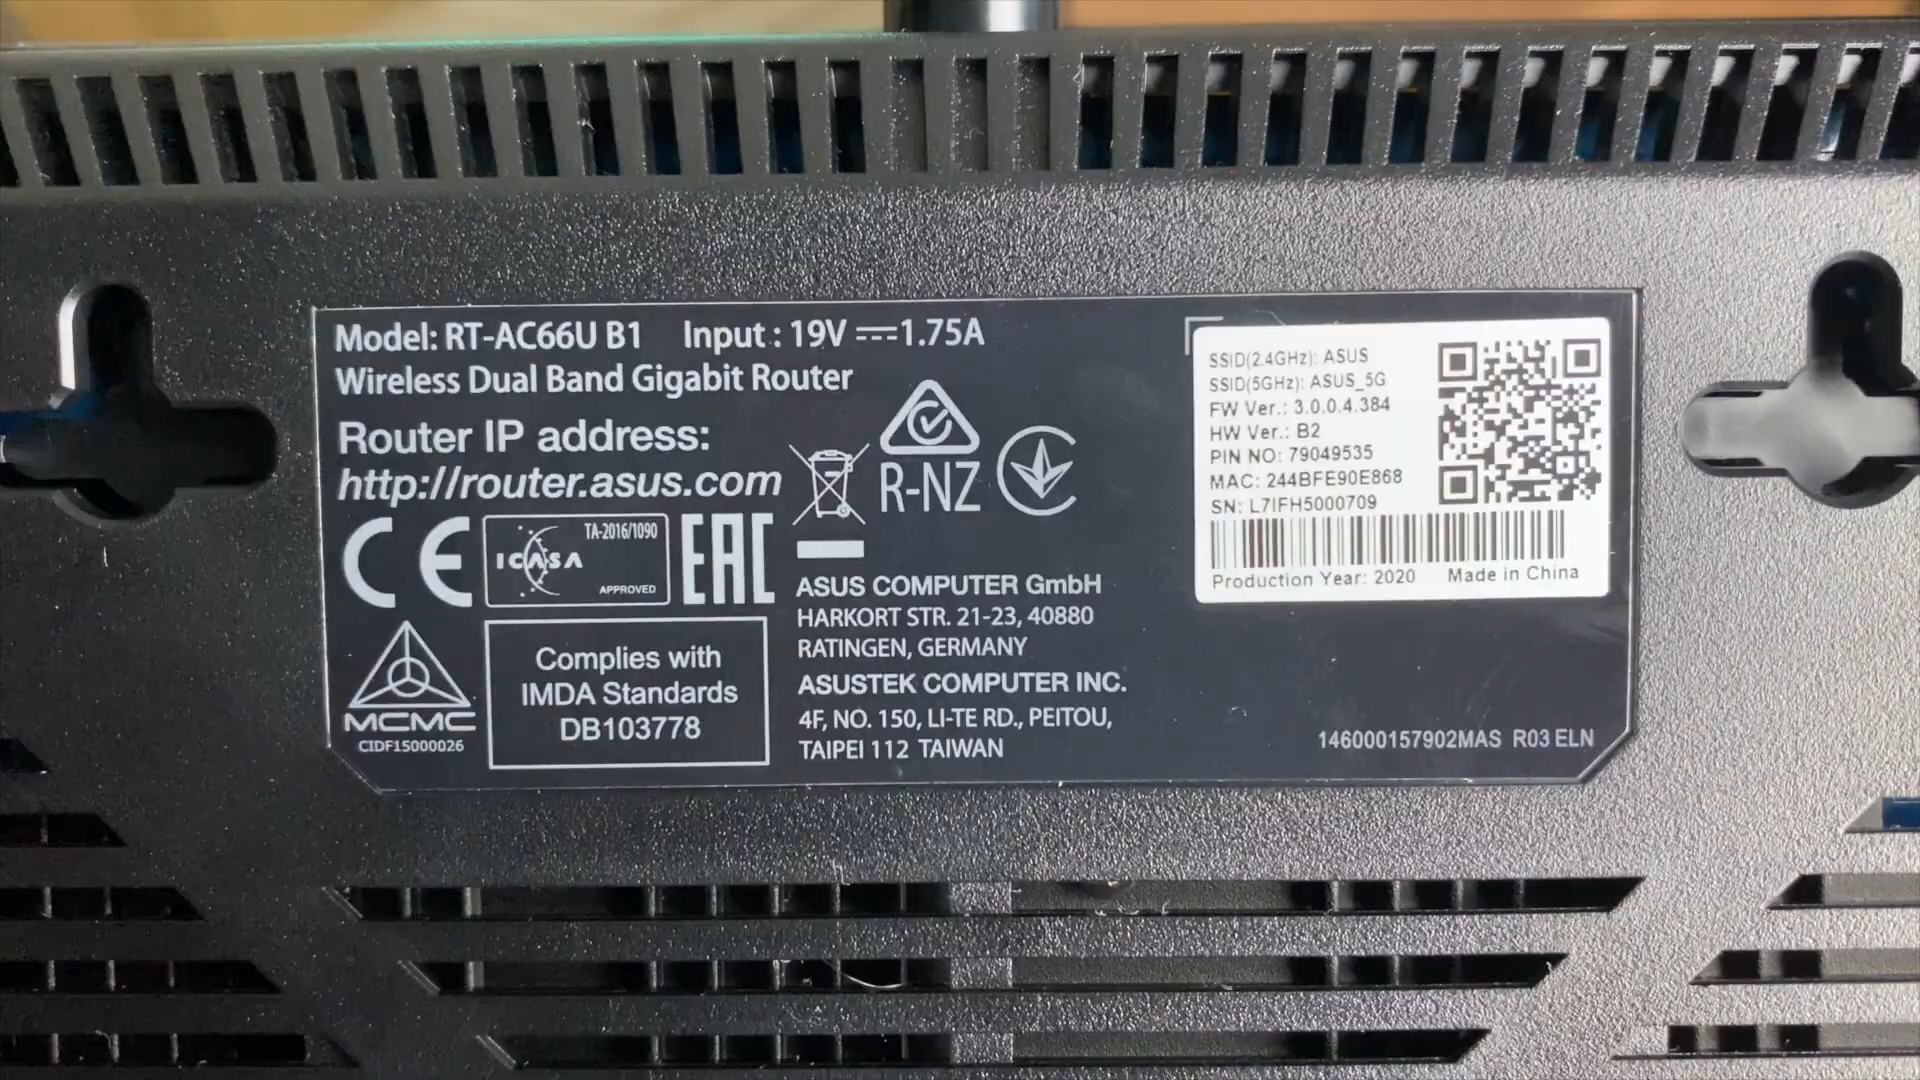 Model: RT-AC66U B1 Input : 19V ⎓1.75A
Wireless Dual Band Gigabit Router
Router IP address:
http://router.asus.com
R-NZ
CE
TA-2016/1090
ICASA
APPROVED
EAC
MCMC
CIDF15000026
Complies with
IMDA Standards
DB103778
ASUS COMPUTER GmbH
HARKORT STR. 21-23, 40880
RATINGEN, GERMANY
ASUSTEK COMPUTER INC.
4F, NO. 150, LI-TE RD., PEITOU,
TAIPEI 112 TAIWAN
SSID(2.4GHz): ASUS
SSID(5GHz): ASUS_5G
FW Ver.: 3.0.0.4.384
HW Ver.: B2
PIN NO: 79049535
MAC: 244BFE90E868
SN: L7IFH5000709
Production Year: 2020 Made in China
146000157902MAS R03 ELN